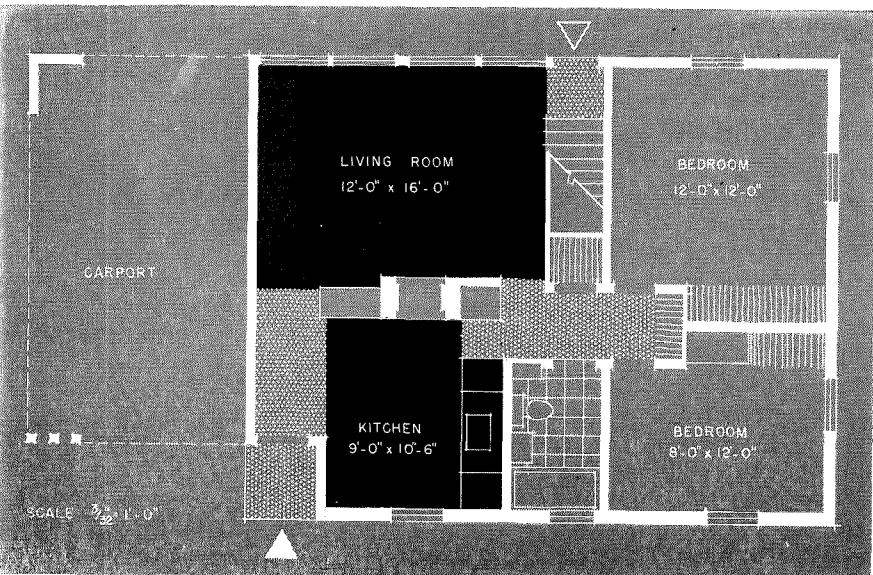 LIVING ROOM
12'-0" x 16'-0"
BEDROOM
12'-0" x 12'-0"
CARPORT
KITCHEN
9'-0" x 10'-6"
BEDROOM
8'-0" x 12'-0"
SCALE 3/32" = 1'-0"